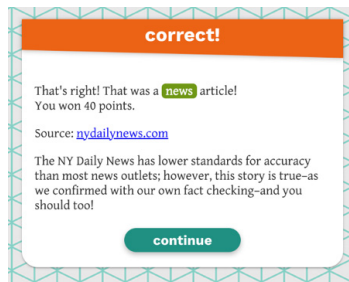 correct!
That's right! That was a news article!
You won 40 points.
Source: nydailynews.com
The NY Daily News has lower standards for accuracy
than most news outlets; however, this story is true–as
we confirmed with our own fact checking–and you
should too!
continue